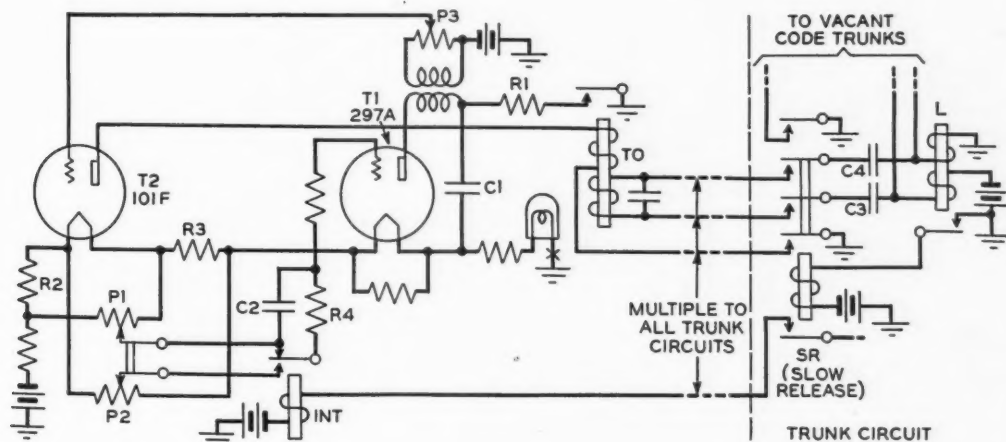 P3
TO VACANT
CODE TRUNKS
T1
297A
R1
L
T2
101F
TO
C4
C1
C3
R3
R2
P1
C2
R4
MULTIPLE TO
ALL TRUNK
CIRCUITS
SR
(SLOW
RELEASE)
P2
INT
TRUNK CIRCUIT